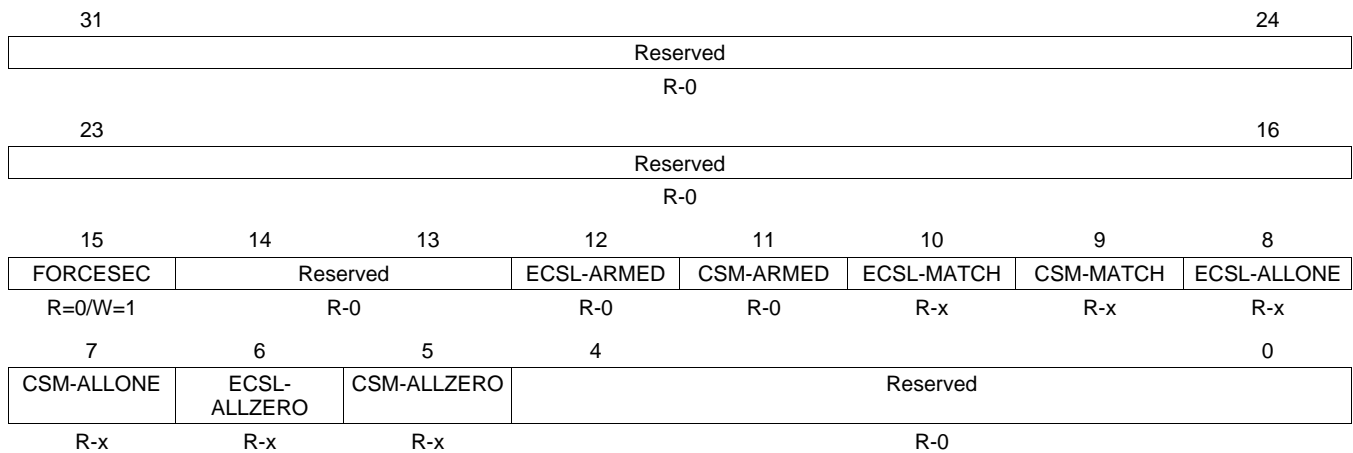 31 24
Reserved
R-0
23 16
Reserved
R-0
15 14 13 12 11 10 9 8
FORCESEC Reserved ECSL-ARMED CSM-ARMED ECSL-MATCH CSM-MATCH ECSL-ALLONE
R=0/W=1 R-0 R-0 R-0 R-x R-x R-x
7 6 5 4 0
CSM-ALLONE ECSL- CSM-ALLZERO Reserved
ALLZERO
R-x R-x R-x R-0